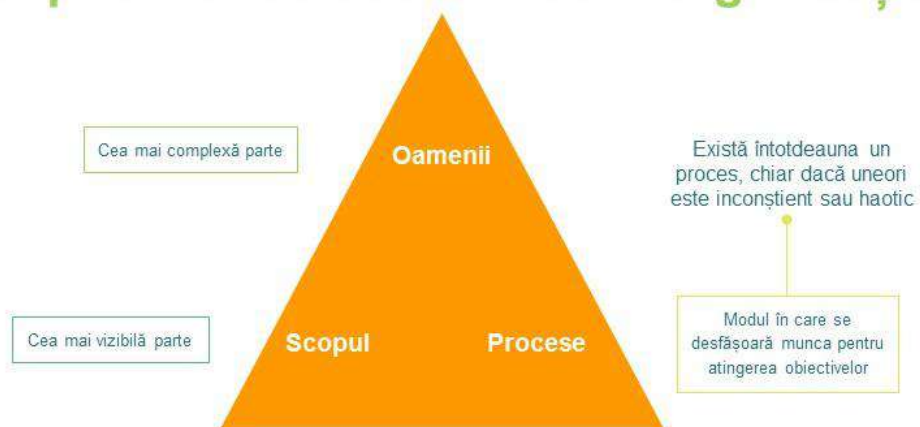 Cea mai complexă parte
Oamenii
Există întotdeauna un
proces, chiar dacă uneori
este inconștient sau haotic
Cea mai vizibilă parte
Scopul
Procese
Modul în care se
desfășoară munca pentru
atingerea obiectivelor